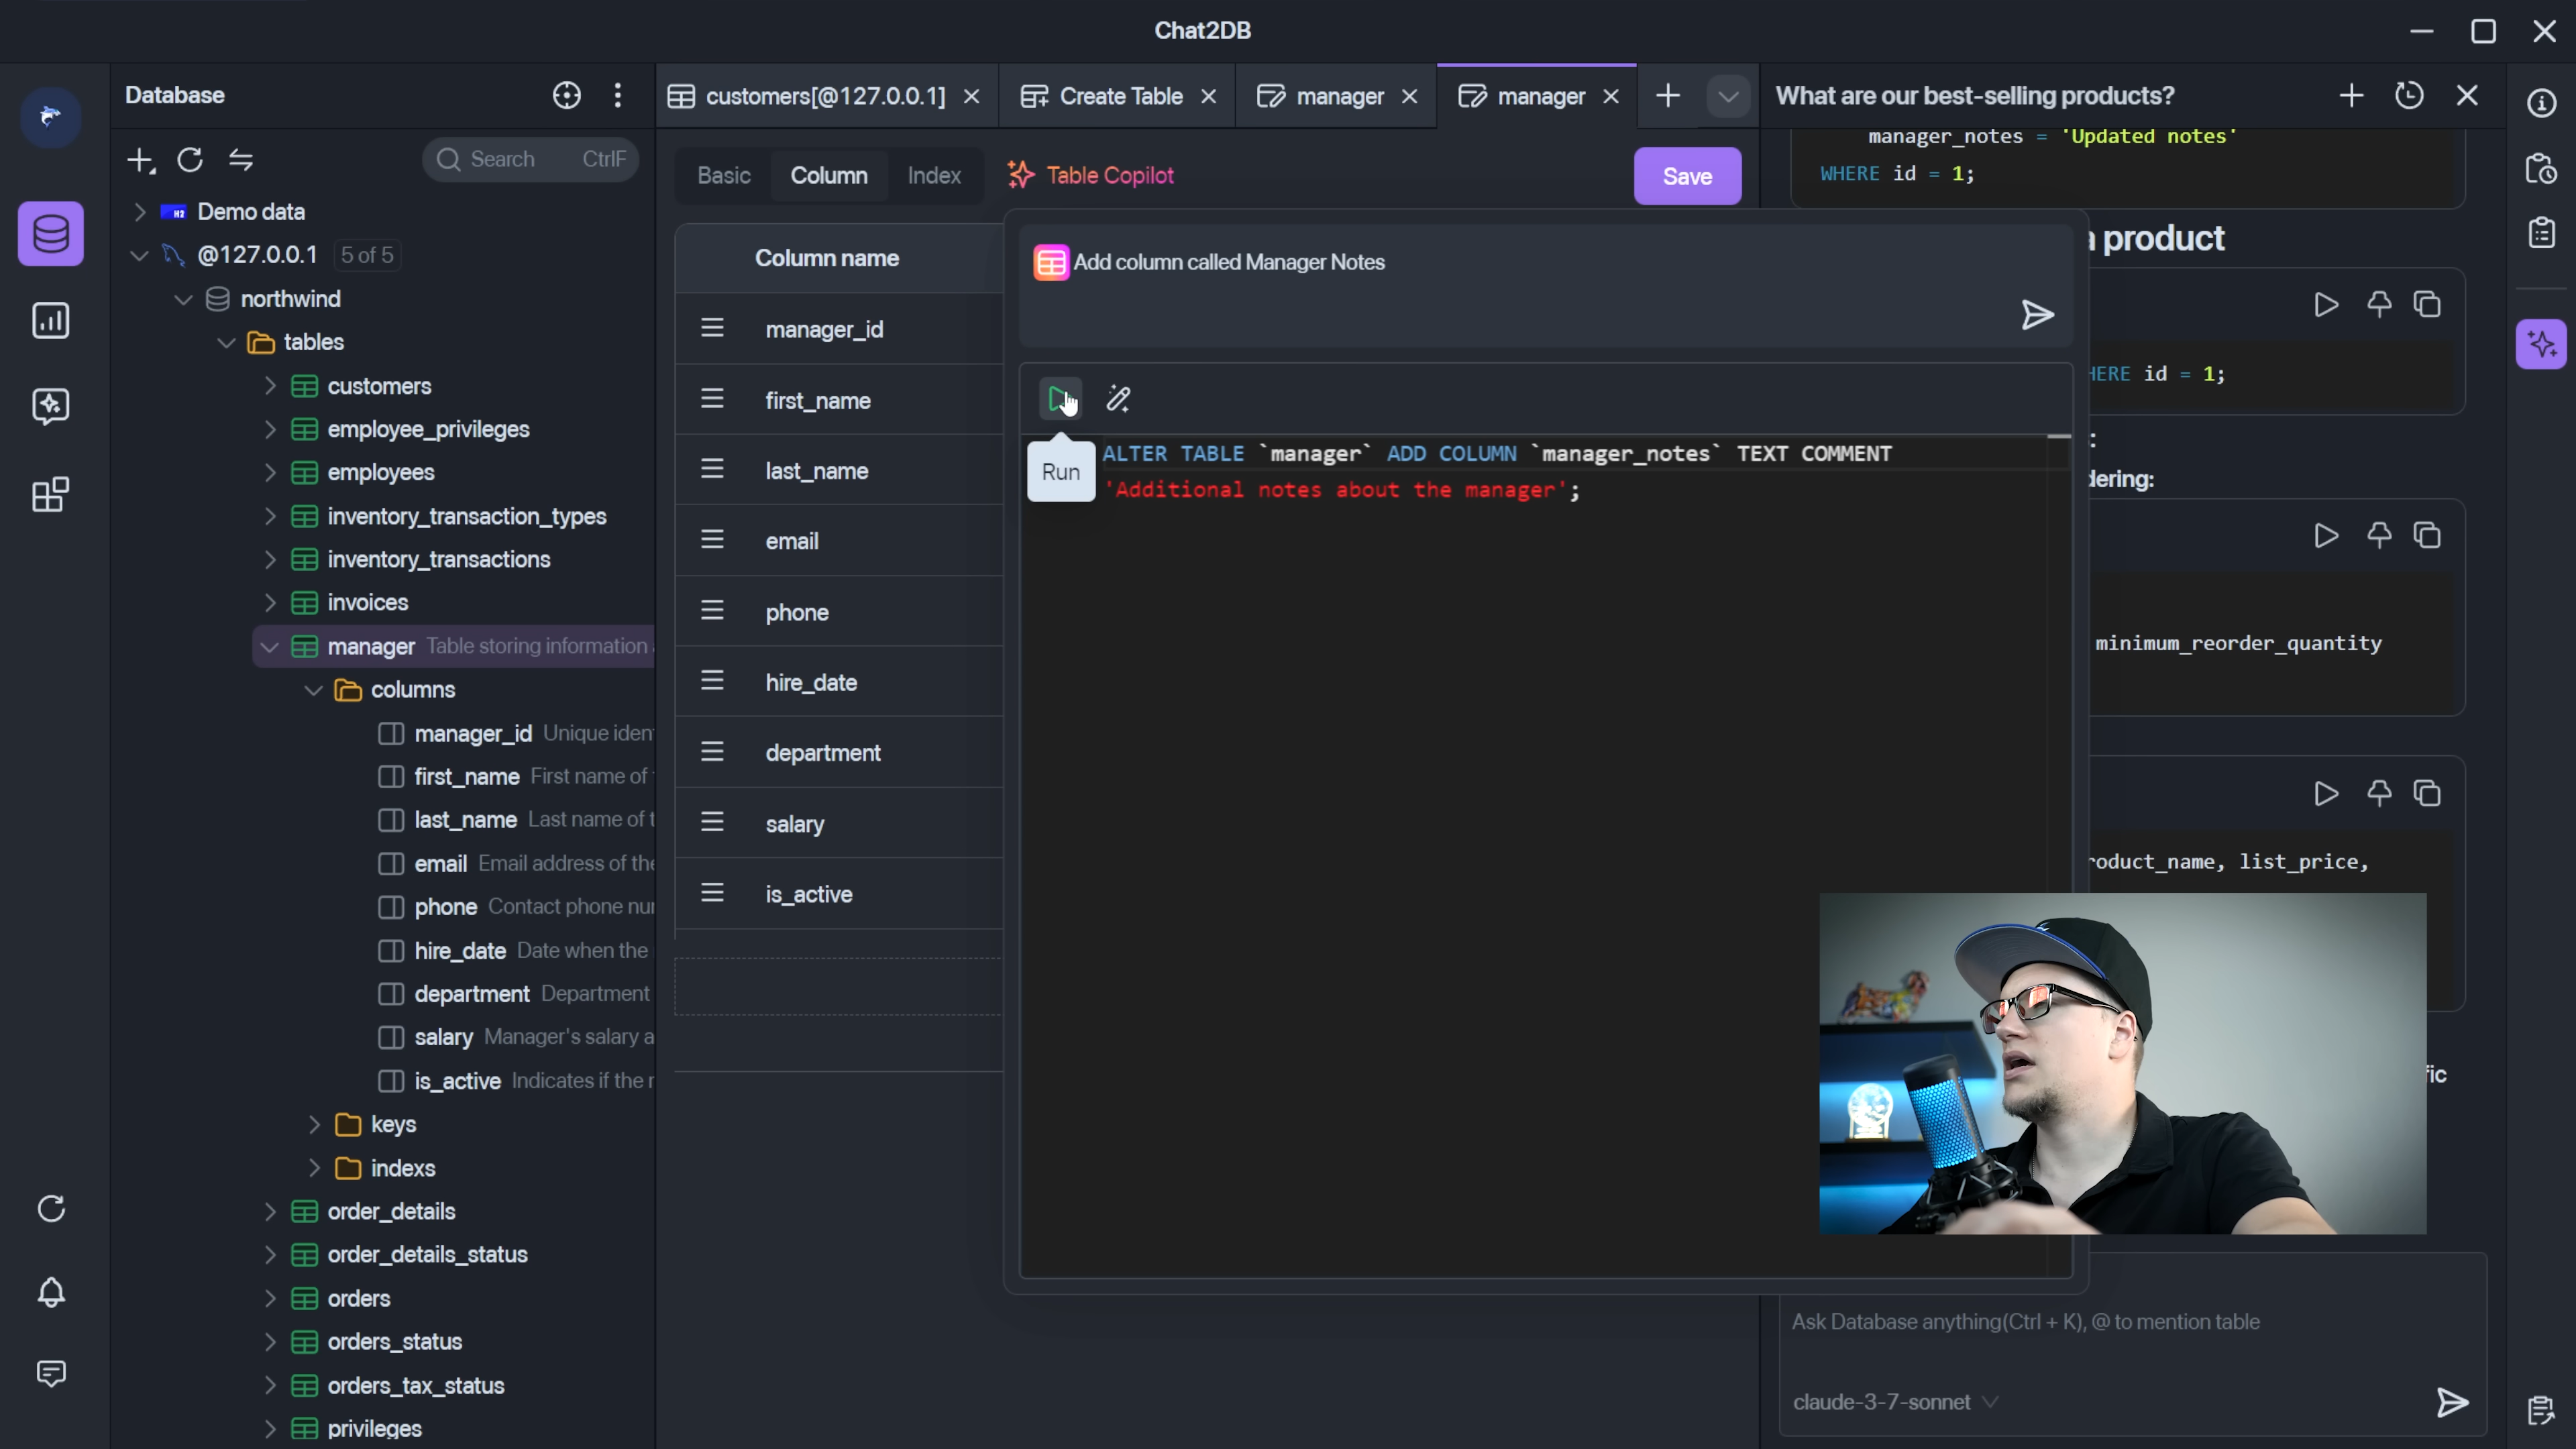 Chat2DB
Database
customers[@127.0.0.1]
Create Table
manager
manager
What are our best-selling products?
Search
CtrlF
Demo data
@127.0.0.1
5 of 5
northwind
tables
customers
employee_privileges
employees
inventory_transaction_types
inventory_transactions
invoices
manager Table storing information
columns
manager_id Unique iden
first_name First name of
last_name Last name of t
email Email address of the
phone Contact phone nu
hire_date Date when the
department Department
salary Manager's salary a
is_active Indicates if the
keys
indexs
order_details
order_details_status
orders
orders_status
orders_tax_status
privileges
Basic
Column
Index
Table Copilot
Save
Column name
manager_id
first_name
last_name
email
phone
hire_date
department
salary
is_active
Add column called Manager Notes
Run
ALTER TABLE `manager` ADD COLUMN `manager_notes` TEXT COMMENT
'Additional notes about the manager';
manager_notes = 'Updated notes'
WHERE id = 1;
product
HERE id = 1;
:
dering:
minimum_reorder_quantity
roduct_name, list_price,
fic
Ask Database anything(Ctrl + K), @ to mention table
claude-3-7-sonnet